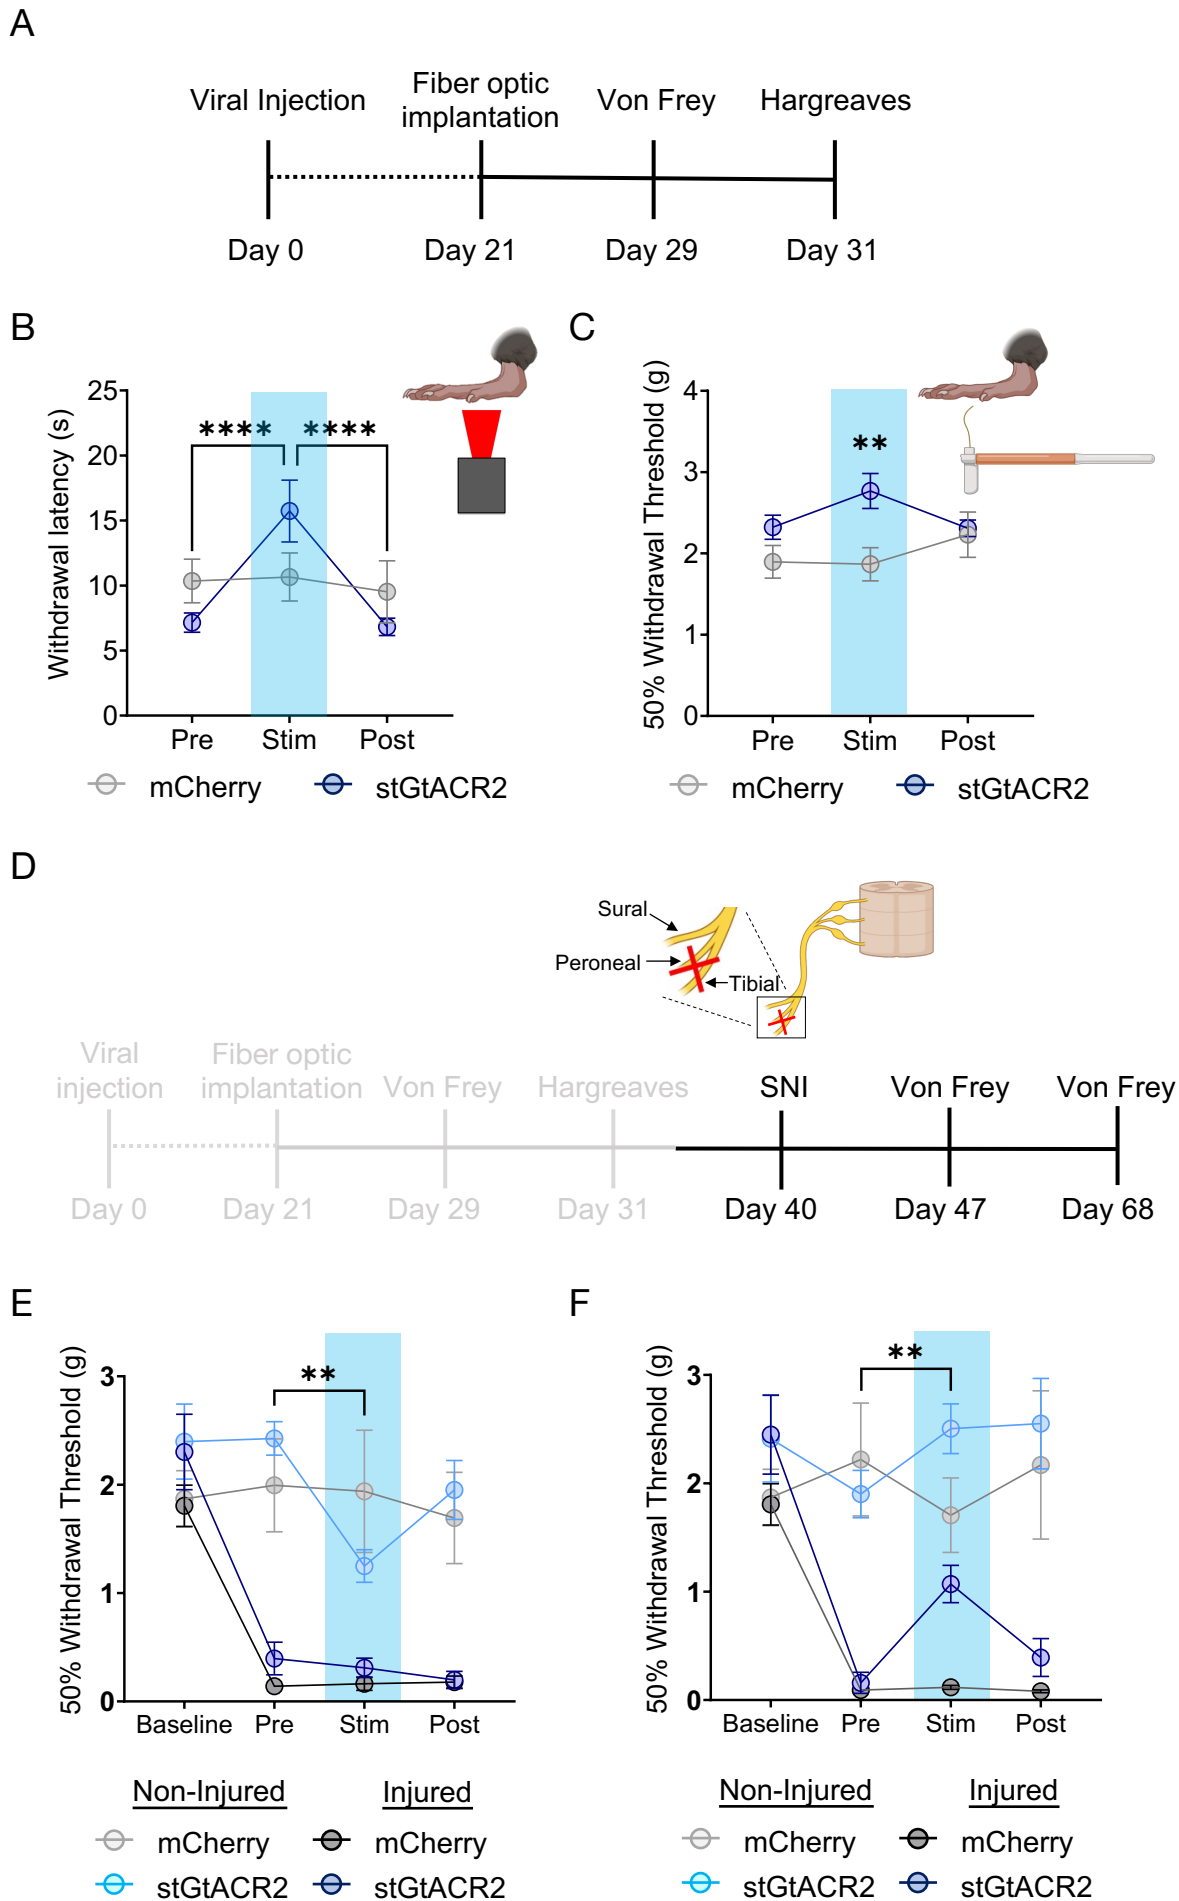 A
Viral Injection
Fiber optic
implantation
Von Frey
Hargreaves
Day 0
Day 21
Day 29
Day 31
B
Withdrawal latency (s)
25
20
15
10
5
0
**** ****
Pre Stim Post
mCherry stGtACR2
C
50% Withdrawal Threshold (g)
4
3
2
1
0
**
Pre Stim Post
mCherry stGtACR2
D
Sural
Peroneal
Tibial
Viral
injection
Fiber optic
implantation
Von Frey
Hargreaves
SNI
Von Frey
Von Frey
Day 0
Day 21
Day 29
Day 31
Day 40
Day 47
Day 68
E
50% Withdrawal Threshold (g)
3
2
1
0
**
Baseline Pre Stim Post
Non-Injured Injured
mCherry mCherry
stGtACR2 stGtACR2
F
50% Withdrawal Threshold (g)
3
2
1
0
**
Baseline Pre Stim Post
Non-Injured Injured
mCherry mCherry
stGtACR2 stGtACR2